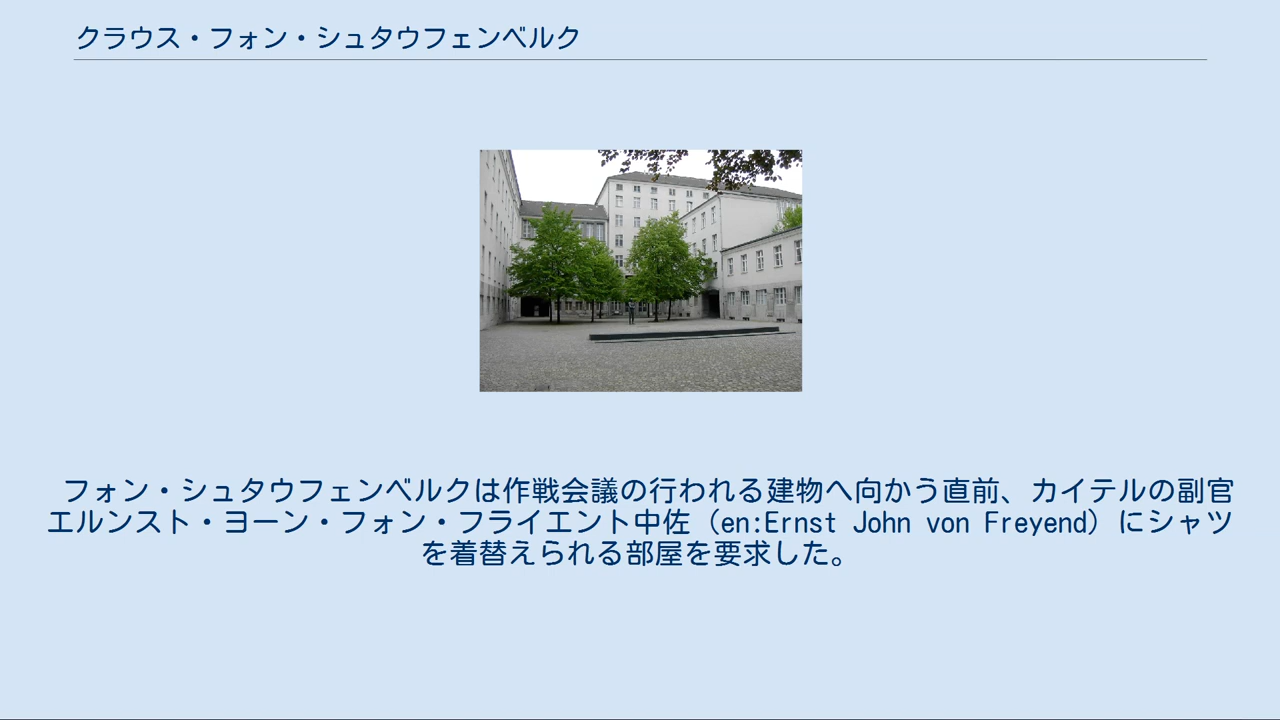 クラウス・フォン・シュタウフェンベルク
フォン・シュタウフェンベルクは作戦会議の行われる建物へ向かう直前、カイテルの副官
エルンスト・ヨーン・フォン・フライエント中佐（en:Ernst John von Freyend）にシャツ
を着替えられる部屋を要求した。